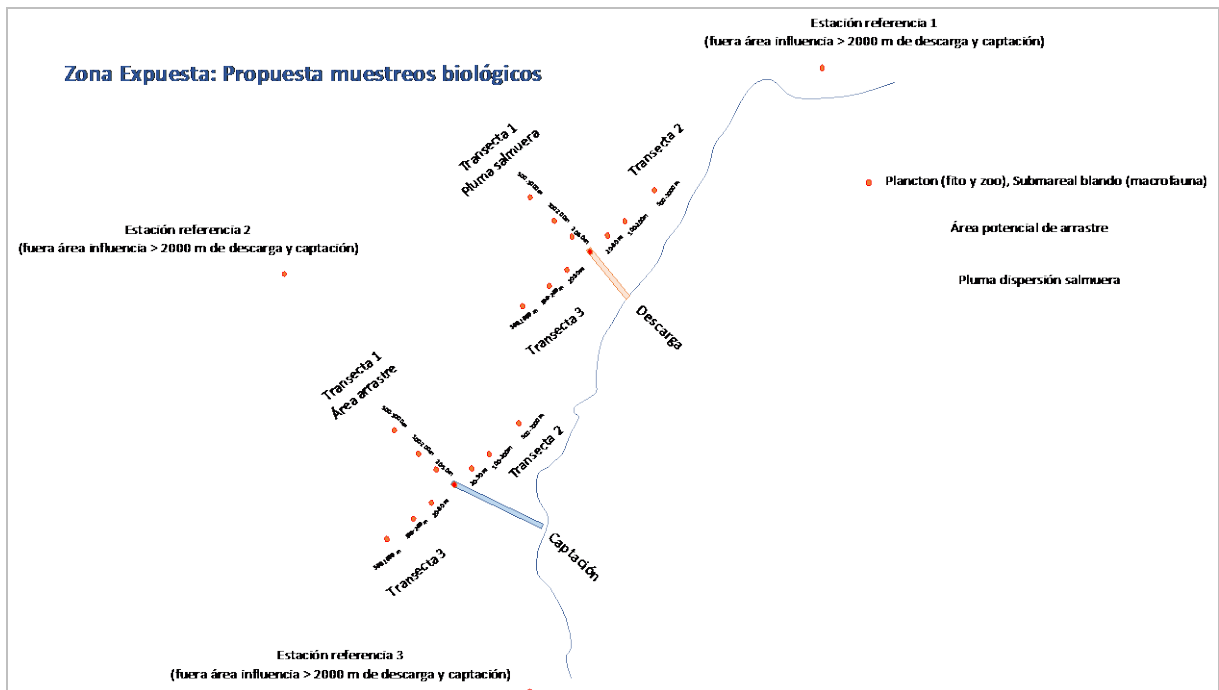 Estación referencia 1
(fuera área influencia > 2000 m de descarga y captación)
Zona Expuesta: Propuesta muestreos biológicos
Transecta 1
Pluma salmuera
Transecta 2
Plancton (fito y zoo), Submareal blando (macrofauna)
Estación referencia 2
(fuera área influencia > 2000 m de descarga y captación)
Área potencial de arrastre
Pluma dispersión salmuera
Transecta 3
Descarga
Transecta 1
Área arrastre
Transecta 2
Transecta 3
Captación
Estación referencia 3
(fuera área influencia > 2000 m de descarga y captación)